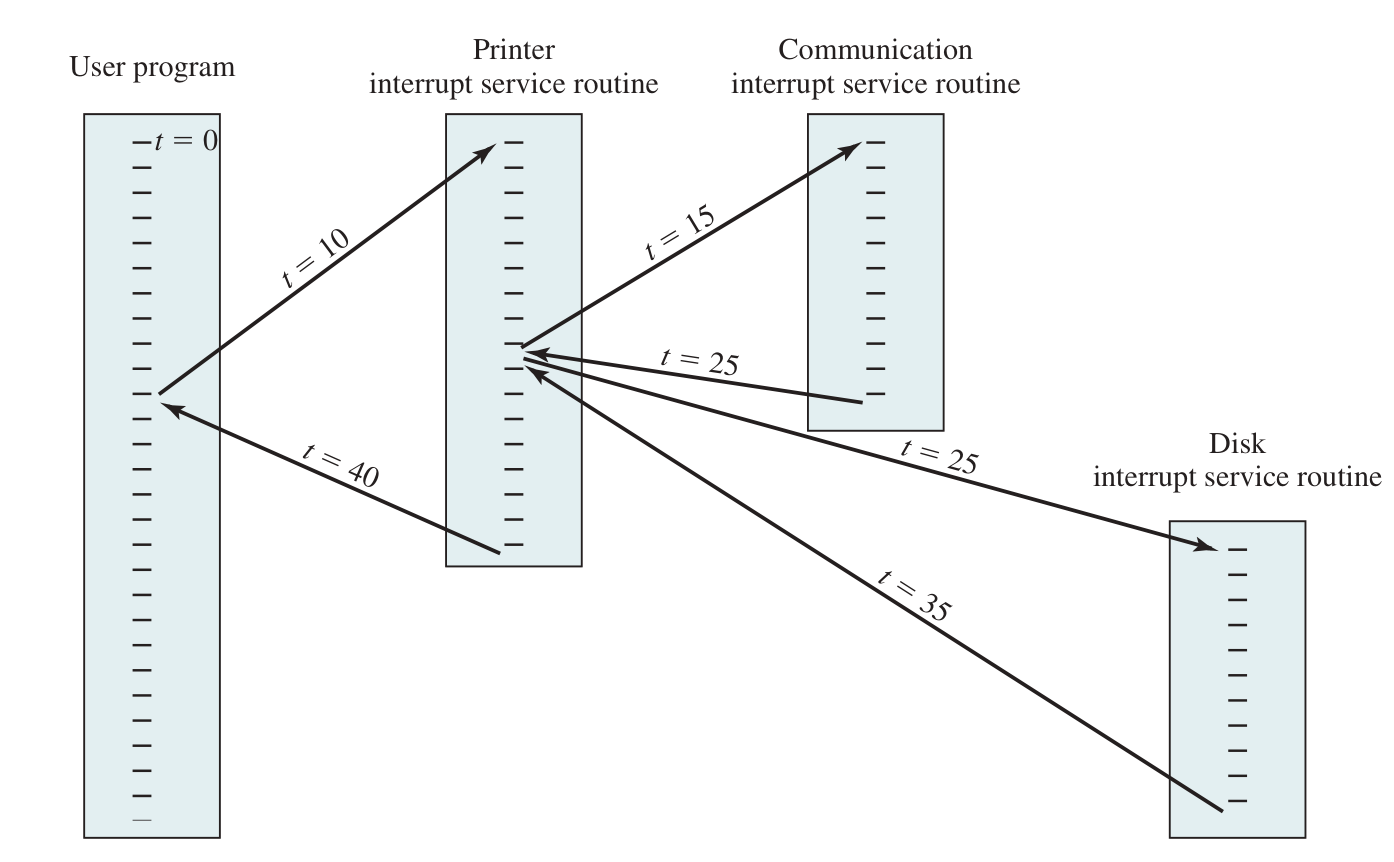 User program
Printer
interrupt service routine
Communication
interrupt service routine
t = 0
t = 10
t = 15
t = 25
t = 40
t = 25
Disk
interrupt service routine
t = 35